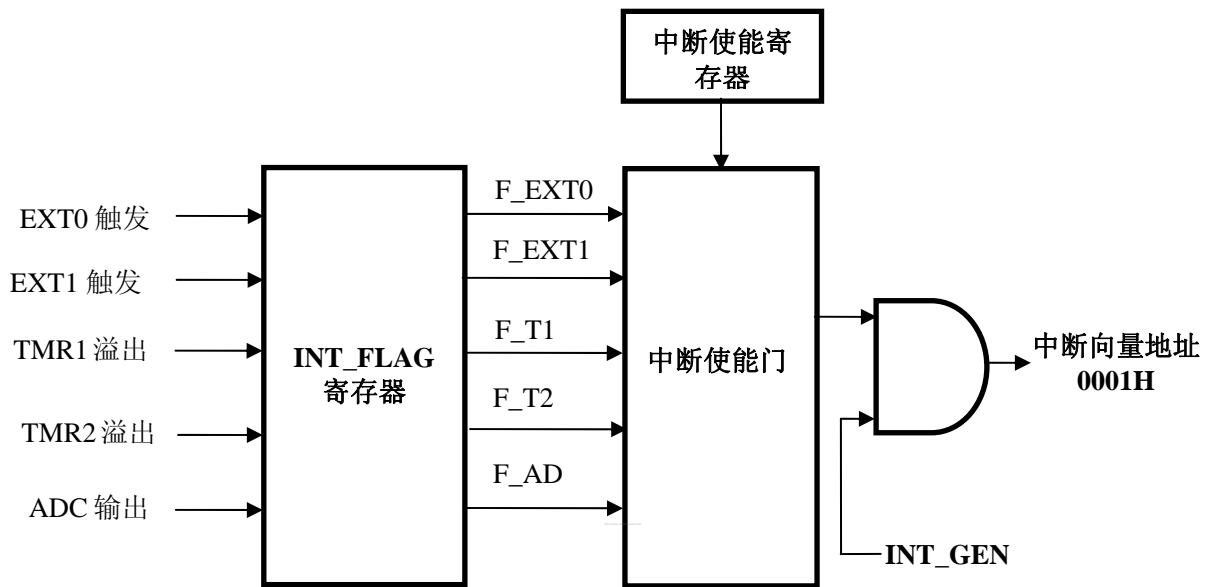 中断使能寄
存器
EXT0 触发
EXT1 触发
TMR1 溢出
TMR2 溢出
ADC 输出
INT_FLAG
寄存器
F_EXT0
F_EXT1
F_T1
F_T2
F_AD
中断使能门
中断向量地址
0001H
INT_GEN